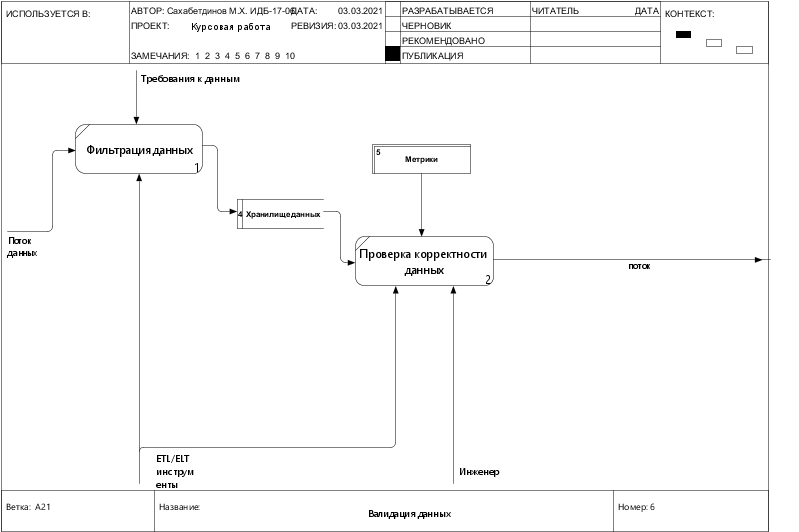 ИСПОЛЬЗУЕТСЯ В:
АВТОР: Сахабетдинов М.Х. ИДБ-17-06
ДАТА: 03.03.2021
ПРОЕКТ: Курсовая работа
РЕВИЗИЯ: 03.03.2021
ЗАМЕЧАНИЯ: 1 2 3 4 5 6 7 8 9 10
РАЗРАБАТЫВАЕТСЯ
ЧЕРНОВИК
РЕКОМЕНДОВАНО
ПУБЛИКАЦИЯ
ЧИТАТЕЛЬ ДАТА
КОНТЕКСТ:
Требования к данным
Фильтрация данных
1
5
Метрики
4 Хранилище данных
Поток
данных
Проверка корректности
данных
2
поток
ETL/ELT
инструм
енты
Инженер
Ветка: A21
Название:
Валидация данных
Номер: 6